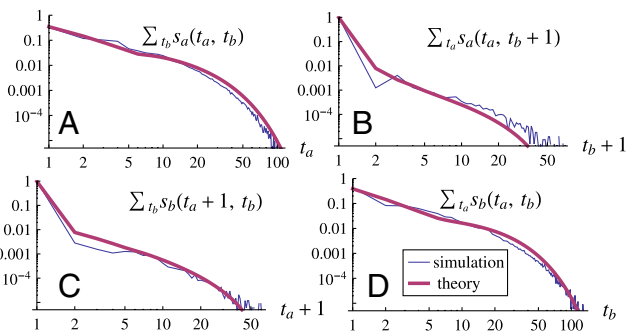 0.1
0.01
0.001
10⁻⁴
∑ t_b s_a(t_a, t_b)
A
1 2 5 10 20 50 100 t_a
1
0.1
0.01
0.001
10⁻⁴
∑ t_a s_a(t_a, t_b + 1)
B
1 2 5 10 20 50 t_b + 1
1
0.1
0.01
0.001
10⁻⁴
∑ t_b s_b(t_a + 1, t_b)
C
1 2 5 10 20 50 t_a + 1
0.1
0.01
0.001
10⁻⁴
∑ t_a s_b(t_a, t_b)
simulation
theory
D
1 2 5 10 20 50 100 t_b